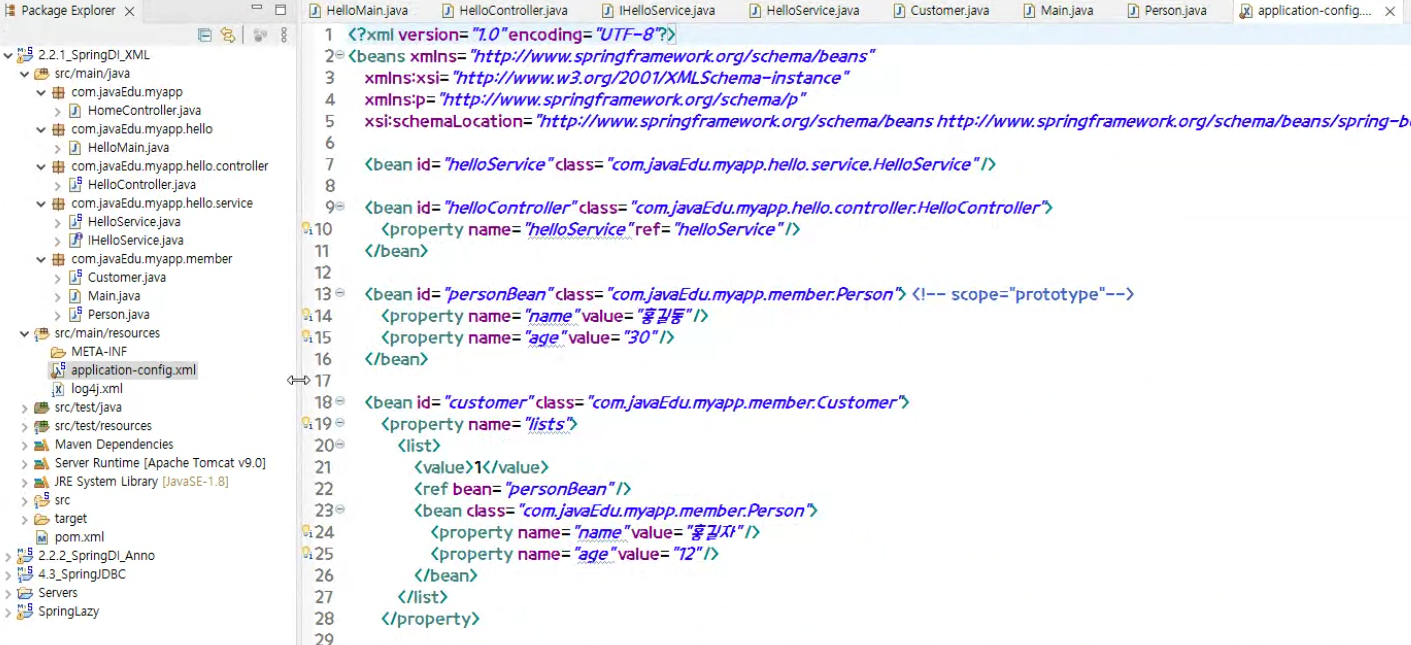 Package Explorer
HelloMain.java
HelloController.java
IHelloService.java
HelloService.java
Customer.java
Main.java
Person.java
application-config....
2.2.1_SpringDI_XML
src/main/java
com.javaEdu.myapp
HomeController.java
com.javaEdu.myapp.hello
HelloMain.java
com.javaEdu.myapp.hello.controller
HelloController.java
com.javaEdu.myapp.hello.service
HelloService.java
IHelloService.java
com.javaEdu.myapp.member
Customer.java
Main.java
Person.java
src/main/resources
META-INF
application-config.xml
log4j.xml
src/test/java
src/test/resources
Maven Dependencies
Server Runtime [Apache Tomcat v9.0]
JRE System Library [JavaSE-1.8]
src
target
pom.xml
2.2.2_SpringDI_Anno
4.3_SpringJDBC
Servers
SpringLazy
1 <?xml version="1.0" encoding="UTF-8"?>
2 <beans xmlns="http://www.springframework.org/schema/beans"
3 xmlns:xsi="http://www.w3.org/2001/XMLSchema-instance"
4 xmlns:p="http://www.springframework.org/schema/p"
5 xsi:schemaLocation="http://www.springframework.org/schema/beans http://www.springframework.org/schema/beans/spring-b
6
7 <bean id="helloService" class="com.javaEdu.myapp.hello.service.HelloService"/>
8
9 <bean id="helloController" class="com.javaEdu.myapp.hello.controller.HelloController">
10 <property name="helloService" ref="helloService"/>
11 </bean>
12
13 <bean id="personBean" class="com.javaEdu.myapp.member.Person"> <!-- scope="prototype"-->
14 <property name="name" value="홍길동"/>
15 <property name="age" value="30"/>
16 </bean>
17
18 <bean id="customer" class="com.javaEdu.myapp.member.Customer">
19 <property name="lists">
20 <list>
21 <value>1</value>
22 <ref bean="personBean"/>
23 <bean class="com.javaEdu.myapp.member.Person">
24 <property name="name" value="홍길자"/>
25 <property name="age" value="12"/>
26 </bean>
27 </list>
28 </property>
29